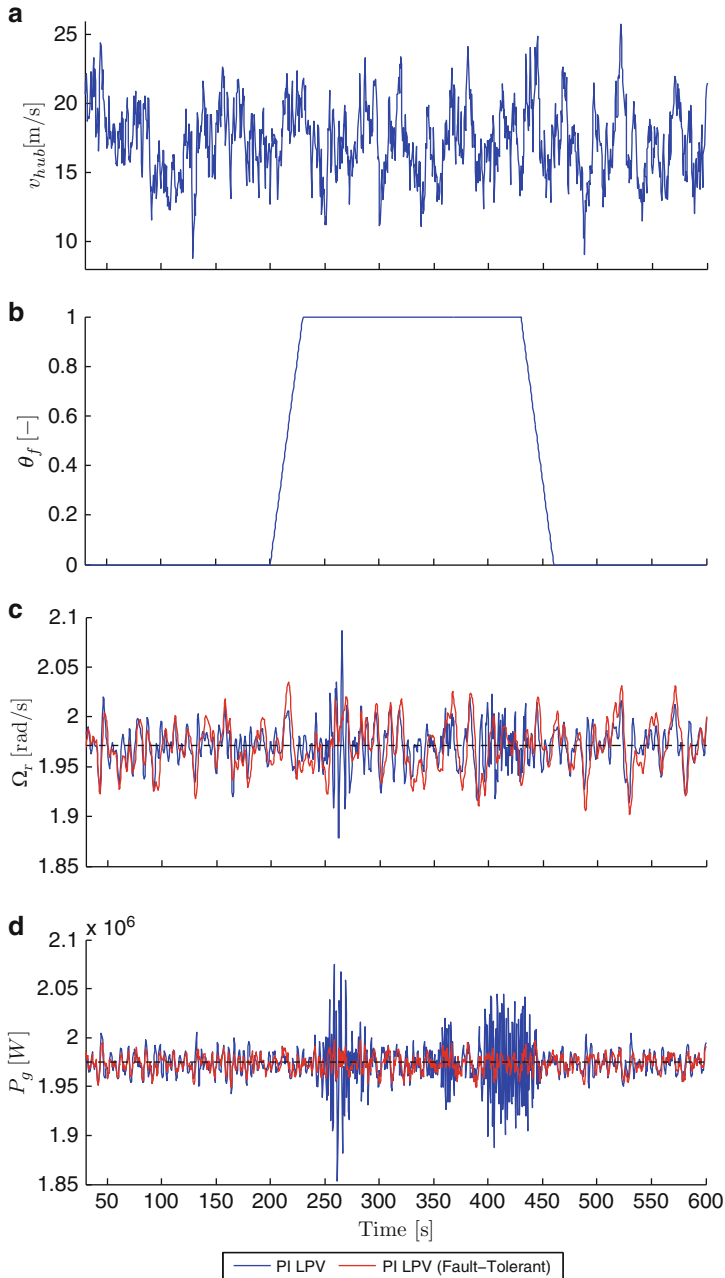 a
25
20
15
10
v_hub[m/s]
b
1
0.8
0.6
0.4
0.2
0
θ_f [−]
c
2.1
2.05
2
1.95
1.9
1.85
Ω_r [rad/s]
d
x 10^6
2.1
2.05
2
1.95
1.9
1.85
P_g [W]
50 100 150 200 250 300 350 400 450 500 550 600
Time [s]
PI LPV PI LPV (Fault−Tolerant)